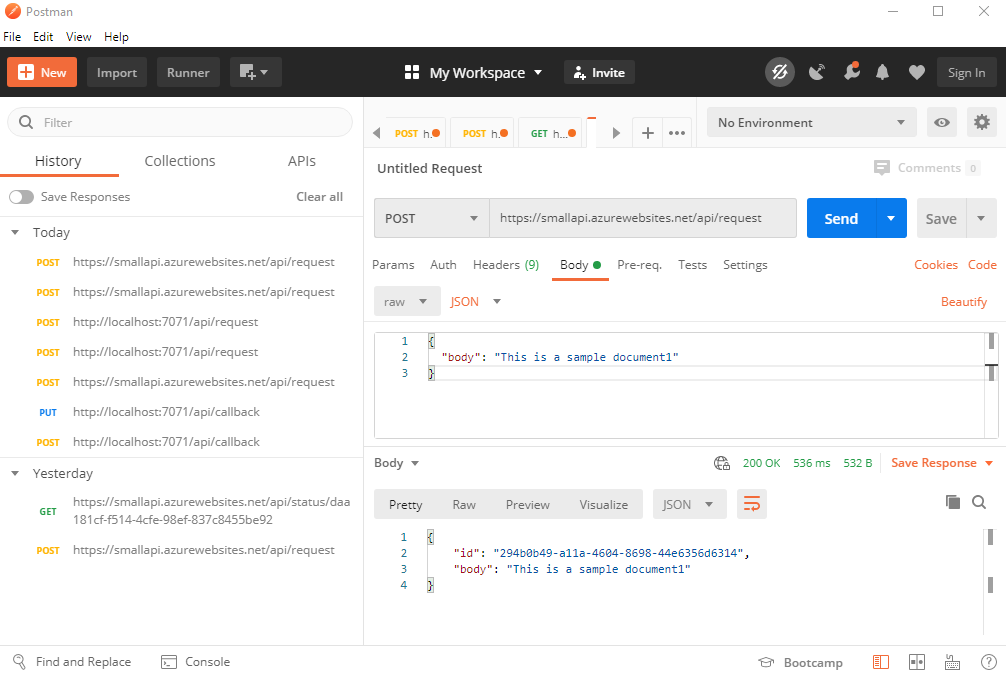 Postman
File Edit View Help
New Import Runner My Workspace Invite Sign In
Filter
History Collections APIs
Save Responses Clear all
Today
POST https://smallapi.azurewebsites.net/api/request
POST https://smallapi.azurewebsites.net/api/request
POST http://localhost:7071/api/request
POST http://localhost:7071/api/request
POST https://smallapi.azurewebsites.net/api/request
PUT http://localhost:7071/api/callback
POST http://localhost:7071/api/callback
Yesterday
GET https://smallapi.azurewebsites.net/api/status/daa
181cf-f514-4cfe-98ef-837c8455be92
POST https://smallapi.azurewebsites.net/api/request
POST h. POST h. GET h... + ••• No Environment
Untitled Request Comments 0
POST https://smallapi.azurewebsites.net/api/request Send Save
Params Auth Headers (9) Body Pre-req. Tests Settings Cookies Code
raw JSON Beautify
1 {
2 "body": "This is a sample document1"
3 }
Body 200 OK 536 ms 532 B Save Response
Pretty Raw Preview Visualize JSON
1 {
2 "id": "294b0b49-a11a-4604-8698-44e6356d6314",
3 "body": "This is a sample document1"
4 }
Find and Replace Console Bootcamp ?